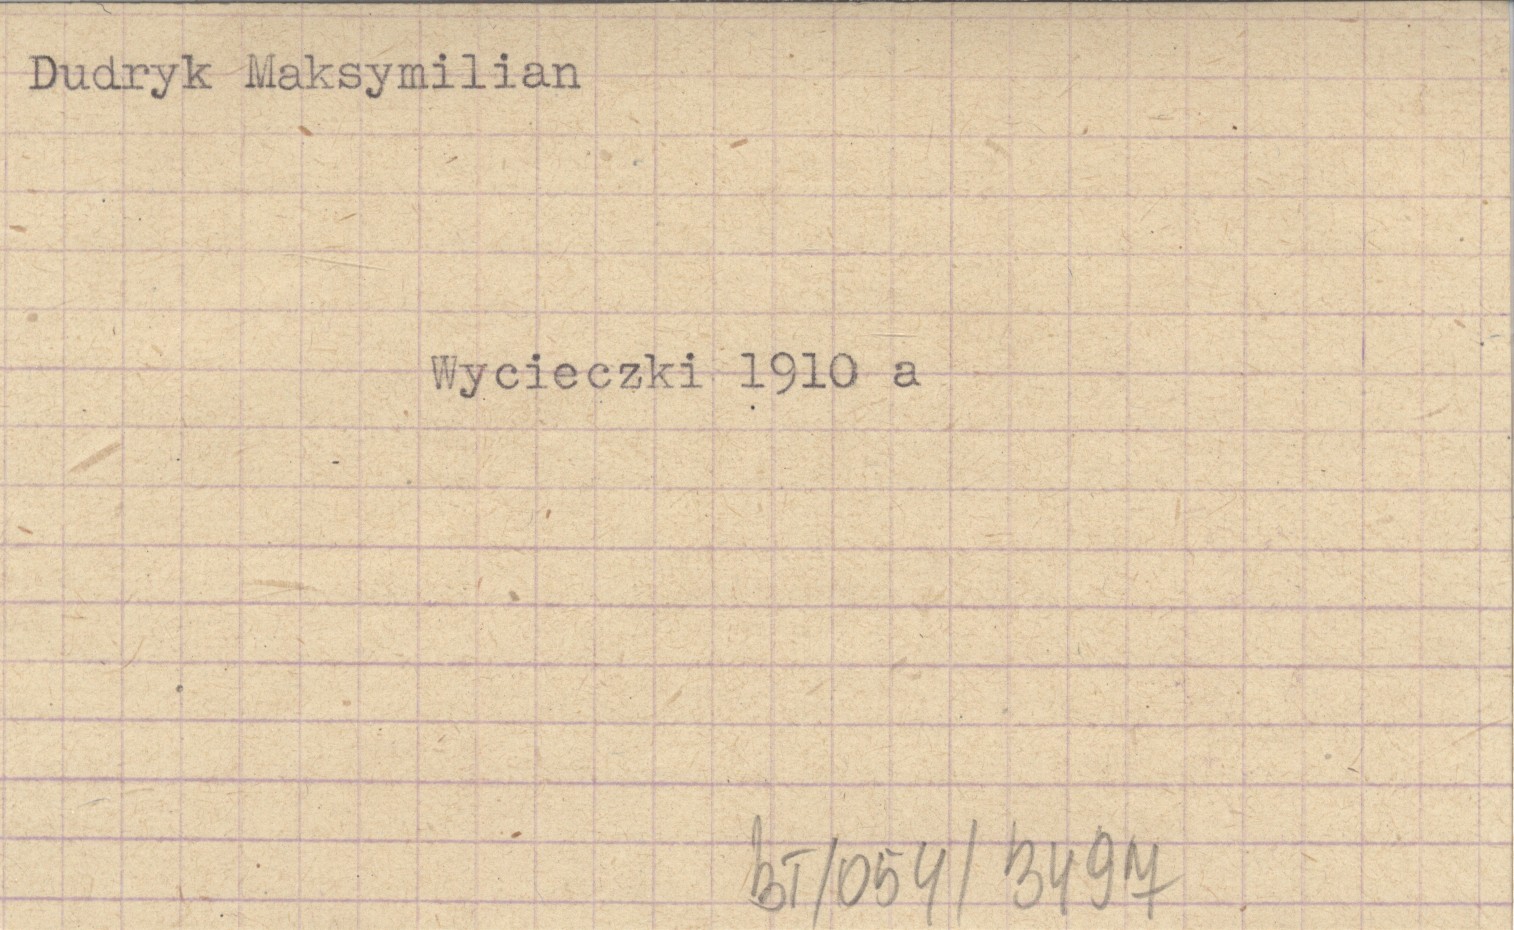 Dudryk Maksymilian
Wycieczki 1910 a
BT/054/3497